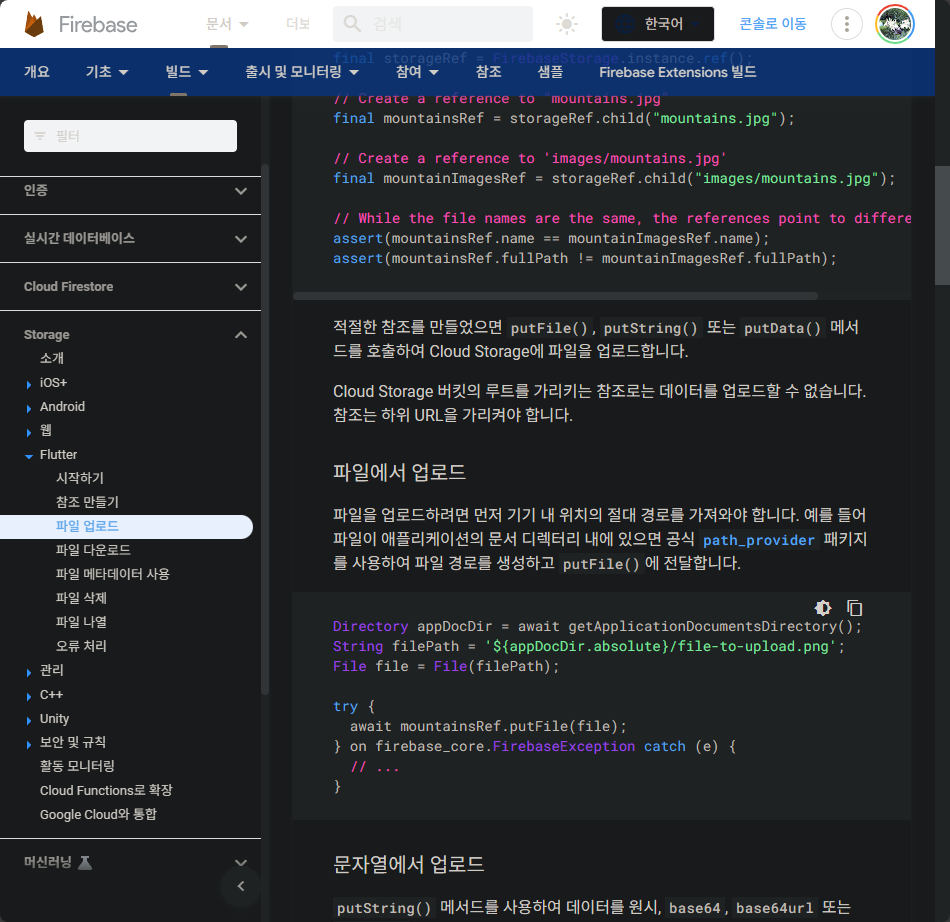 Firebase
문서
더보
검색
한국어
콘솔로 이동
개요
기초
빌드
출시 및 모니터링
참여
참조
샘플
Firebase Extensions 빌드
필터
인증
실시간 데이터베이스
Cloud Firestore
Storage
소개
iOS+
Android
웹
Flutter
시작하기
참조 만들기
파일 업로드
파일 다운로드
파일 메타데이터 사용
파일 삭제
파일 나열
오류 처리
관리
C++
Unity
보안 및 규칙
활동 모니터링
Cloud Functions로 확장
Google Cloud와 통합
머신러닝
final storageRef = FirebaseStorage.instance.ref();
// Create a reference to "mountains.jpg"
final mountainsRef = storageRef.child("mountains.jpg");
// Create a reference to 'images/mountains.jpg'
final mountainImagesRef = storageRef.child("images/mountains.jpg");
// While the file names are the same, the references point to differe
assert(mountainsRef.name == mountainImagesRef.name);
assert(mountainsRef.fullPath != mountainImagesRef.fullPath);
적절한 참조를 만들었으면 putFile(), putString() 또는 putData() 메서
드를 호출하여 Cloud Storage에 파일을 업로드합니다.
Cloud Storage 버킷의 루트를 가리키는 참조로는 데이터를 업로드할 수 없습니다.
참조는 하위 URL을 가리켜야 합니다.
파일에서 업로드
파일을 업로드하려면 먼저 기기 내 위치의 절대 경로를 가져와야 합니다. 예를 들어
파일이 애플리케이션의 문서 디렉터리 내에 있으면 공식 path_provider 패키지
를 사용하여 파일 경로를 생성하고 putFile()에 전달합니다.
Directory appDocDir = await getApplicationDocumentsDirectory();
String filePath = '${appDocDir.absolute}/file-to-upload.png';
File file = File(filePath);
try {
await mountainsRef.putFile(file);
} on firebase_core.FirebaseException catch (e) {
// ...
}
문자열에서 업로드
putString() 메서드를 사용하여 데이터를 원시, base64, base64url 또는